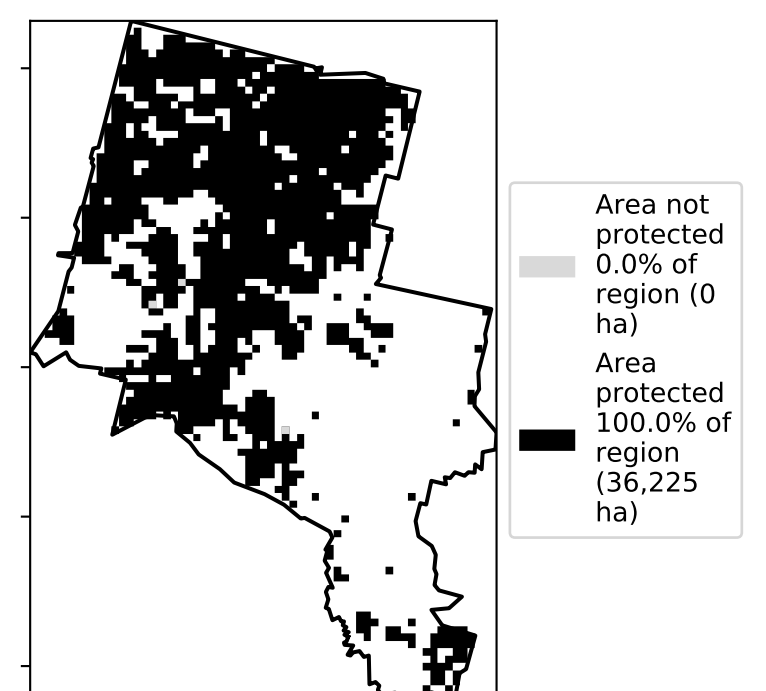 Area not
protected
0.0% of
region (0
ha)
Area
protected
100.0% of
region
(36,225
ha)